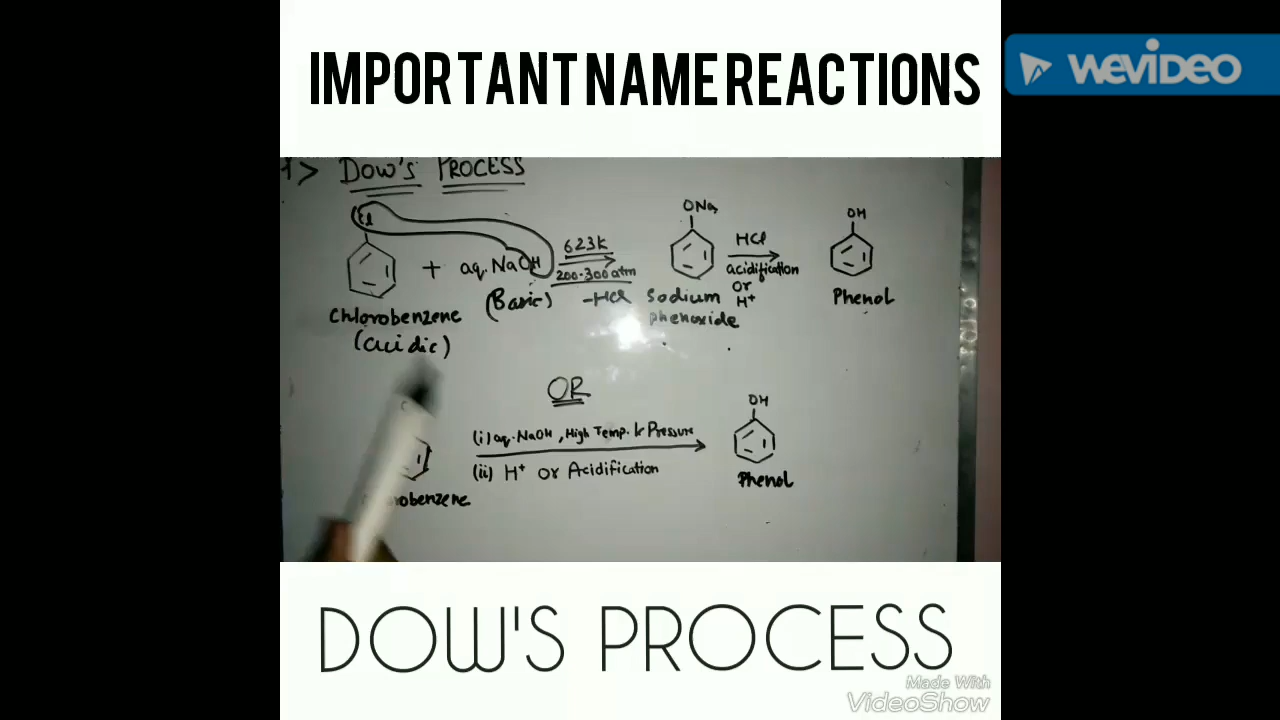 IMPORTANT NAME REACTIONS
WEVIDEO
1> DOW'S PROCESS
Cl
ONa
OH
+ aq.NaOH
623K
200-300atm
-HCl
HCl
acidification
or
H+
(Basic)
Chlorobenzene
(acidic)
Sodium
phenoxide
Phenol
OR
(i) aq.NaOH, High Temp. & Pressure
(ii) H+ or Acidification
OH
Phenol
DOW'S PROCESS
Made With
VideoShow